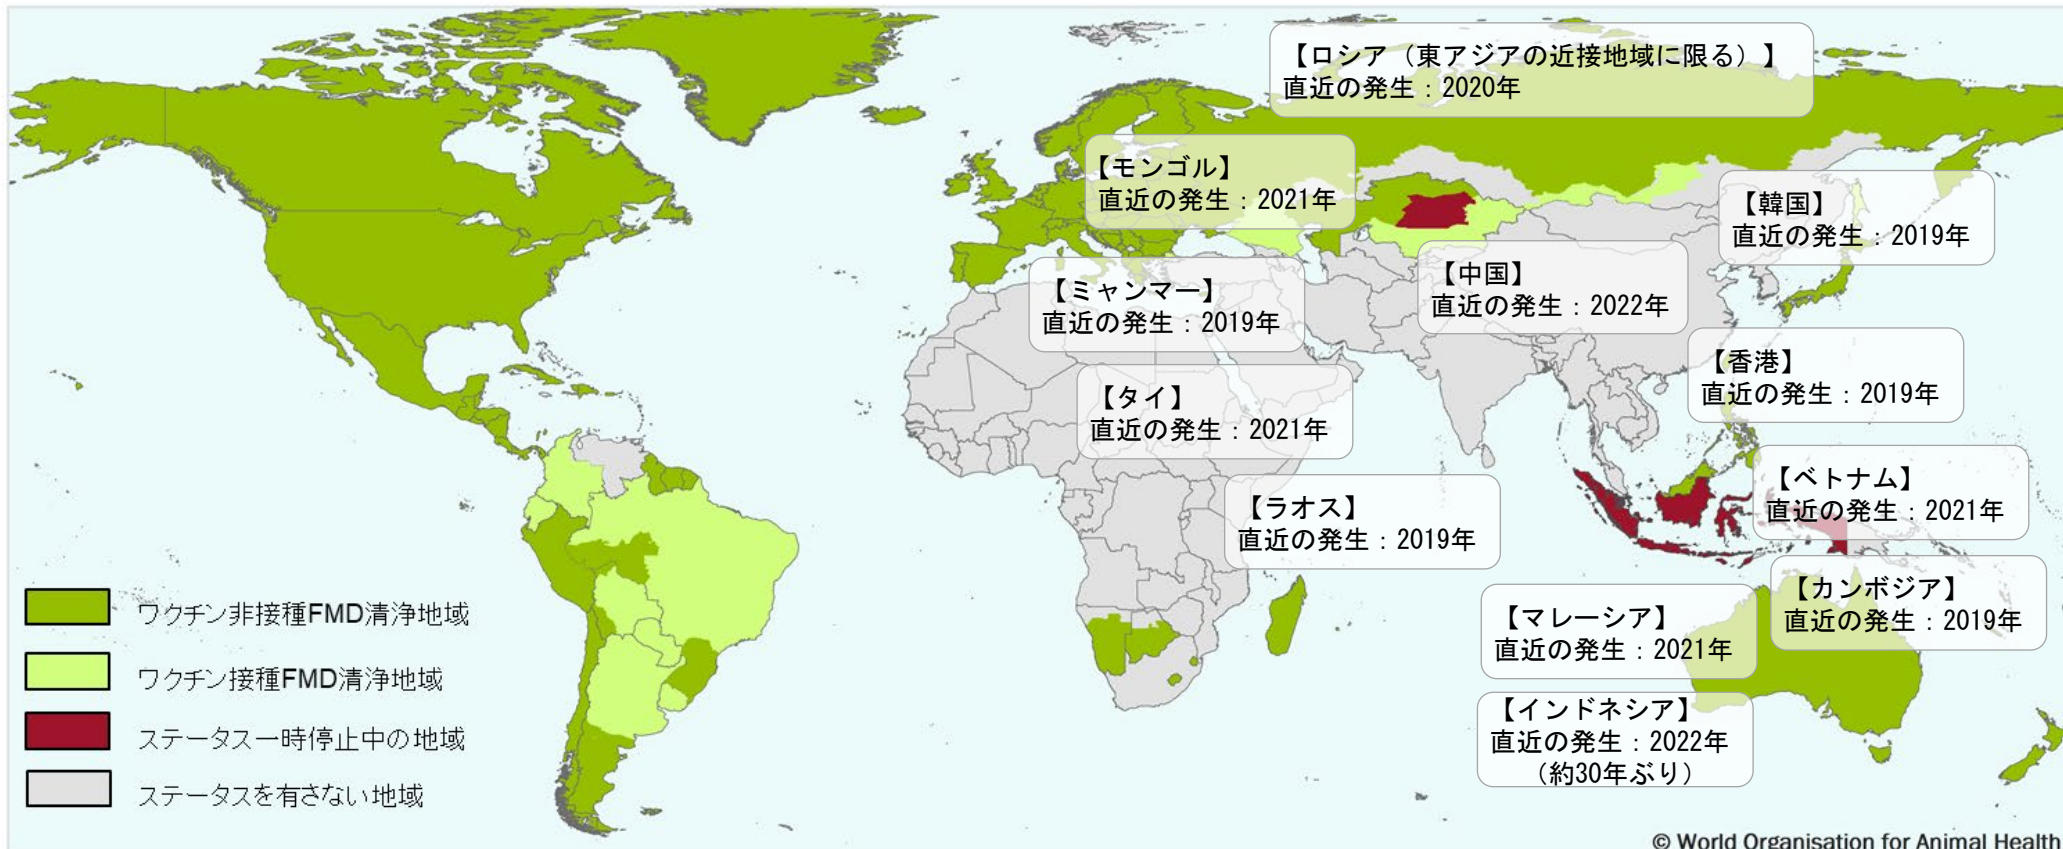 【ロシア（東アジアの近接地域に限る）】
直近の発生：2020年
【モンゴル】
直近の発生：2021年
【韓国】
直近の発生：2019年
【中国】
直近の発生：2022年
【ミャンマー】
直近の発生：2019年
【香港】
直近の発生：2019年
【タイ】
直近の発生：2021年
【ベトナム】
直近の発生：2021年
【ラオス】
直近の発生：2019年
【カンボジア】
直近の発生：2019年
【マレーシア】
直近の発生：2021年
【インドネシア】
直近の発生：2022年
（約30年ぶり）
ワクチン非接種FMD清浄地域
ワクチン接種FMD清浄地域
ステータス一時停止中の地域
ステータスを有さない地域
© World Organisation for Animal Health